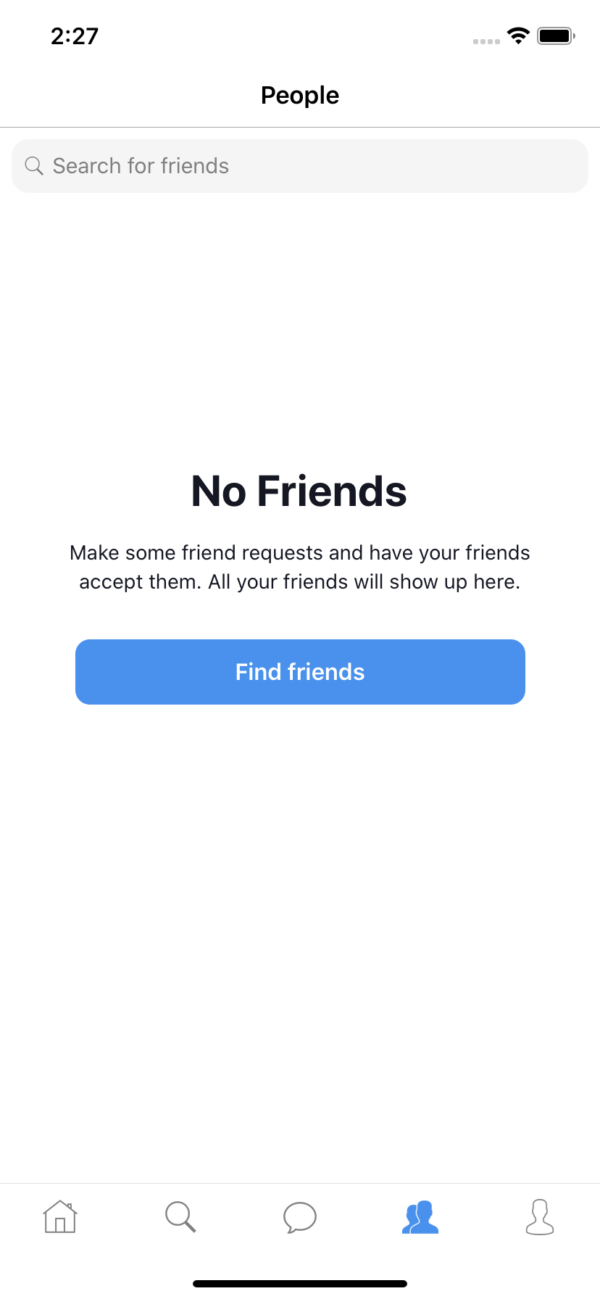 2:27
People
Search for friends
No Friends
Make some friend requests and have your friends
accept them. All your friends will show up here.
Find friends